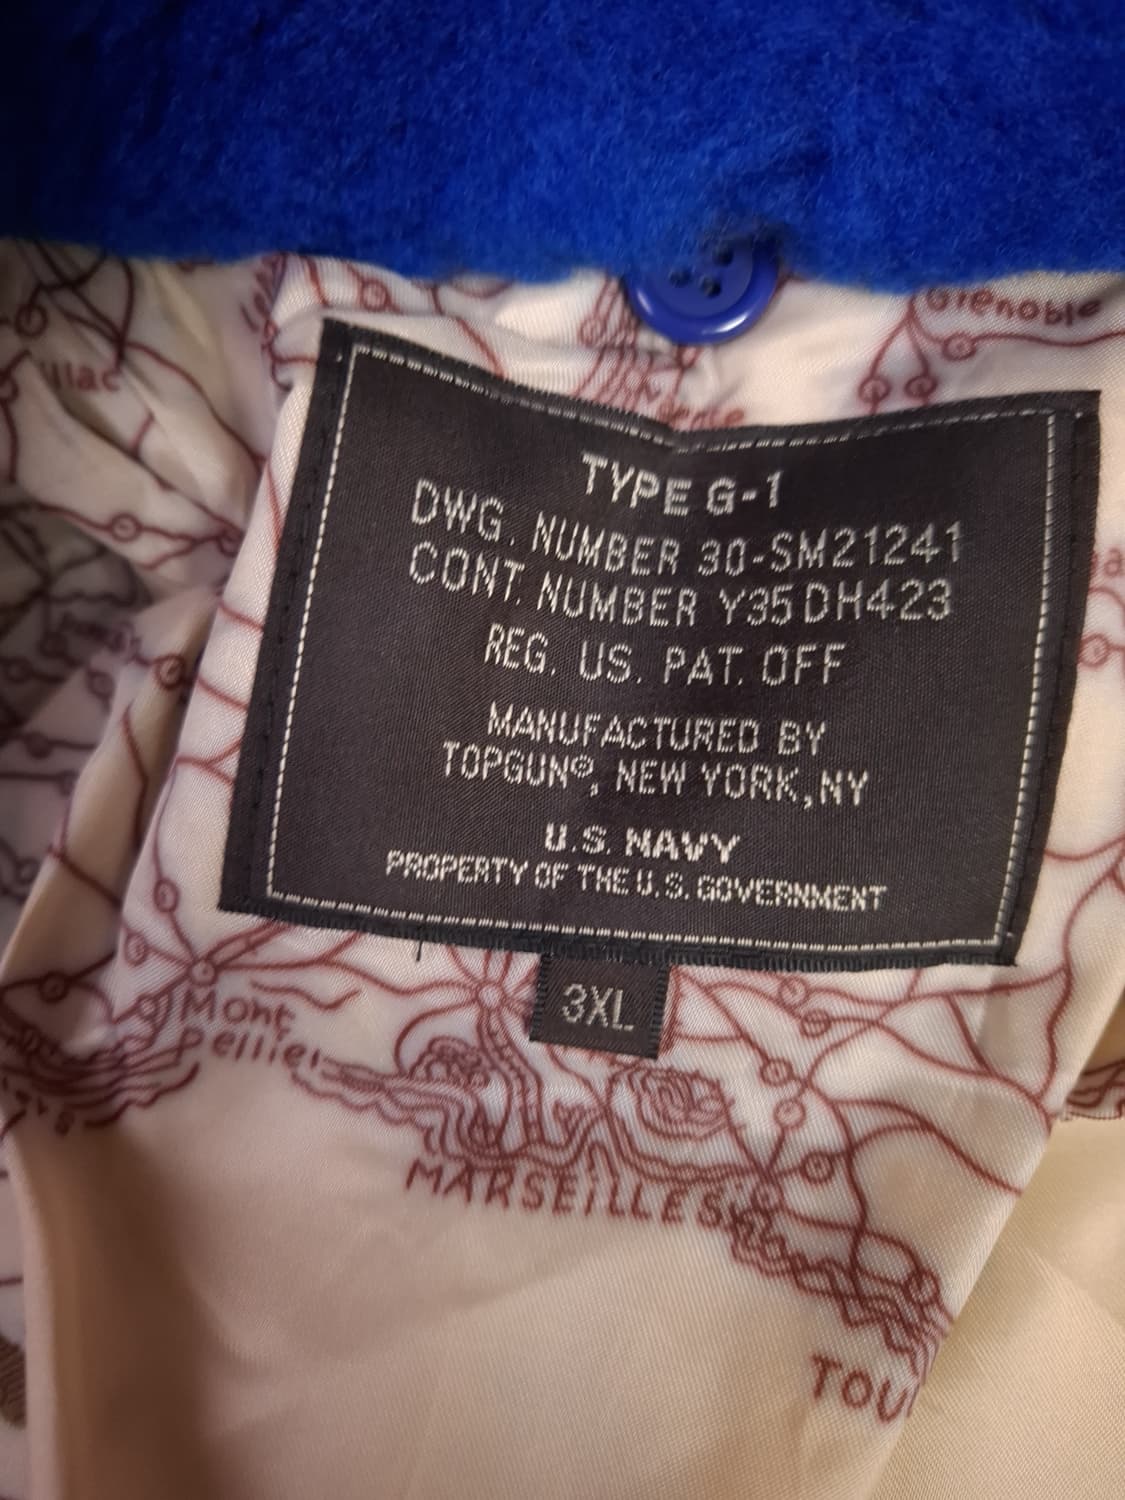 Grenoble
illac
TYPE G-1
DWG. NUMBER 30-SM21241
CONT. NUMBER Y35DH423
REG. US. PAT. OFF
MANUFACTURED BY
TOPGUN®, NEW YORK,NY
U.S. NAVY
PROPERTY OF THE U.S. GOVERNMENT
3XL
Mont
Pellier
MARSEiLLES
TOU